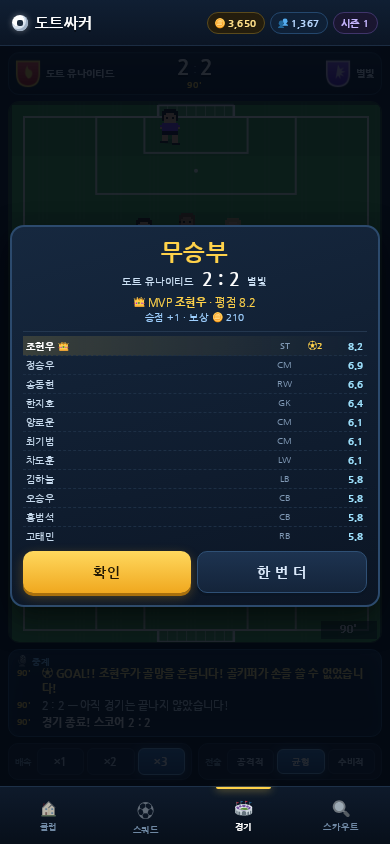 도트싸커
3,650
1,367
시즌 1
도트 유나이티드
2 2
별빛
90'
무승부
도트 유나이티드 2 : 2 별빛
MVP 조현우 · 평점 8.2
승점 +1 · 보상 210
조현우 ST 2 8.2
정승우 CM 6.9
송동현 RW 6.6
한지호 GK 6.4
양로운 CM 6.1
최기범 CM 6.1
차도훈 LW 6.1
김하늘 LB 5.8
오승우 CB 5.8
홍범석 CB 5.8
고태민 RB 5.8
확인
한 번 더
90'
중계
90' GOAL!! 조현우가 골망을 흔듭니다! 골키퍼가 손을 쓸 수 없었습니다!
90' 2 : 2 — 아직 경기는 끝나지 않았습니다!
90' 경기 종료! 스코어 2 : 2
배속 ×1 ×2 ×3
전술 공격적 균형 수비적
클럽
스쿼드
경기
스카우트